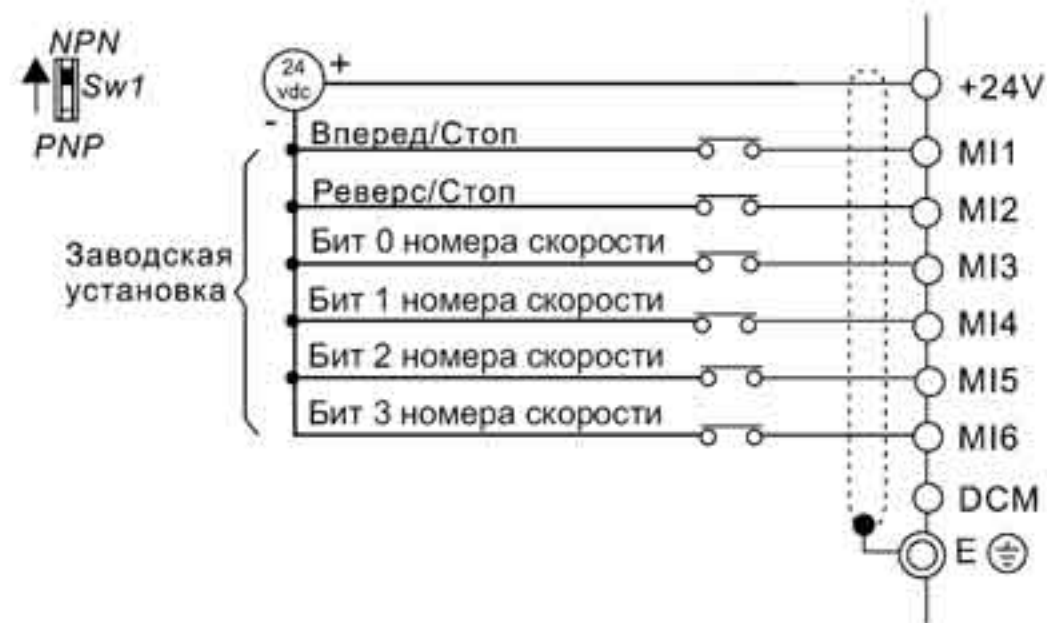 NPN
Sw1
PNP
24
vdc
+
-
+24V
Вперед/Стоп
MI1
Реверс/Стоп
MI2
Бит 0 номера скорости
MI3
Заводская
установка
Бит 1 номера скорости
MI4
Бит 2 номера скорости
MI5
Бит 3 номера скорости
MI6
DCM
E